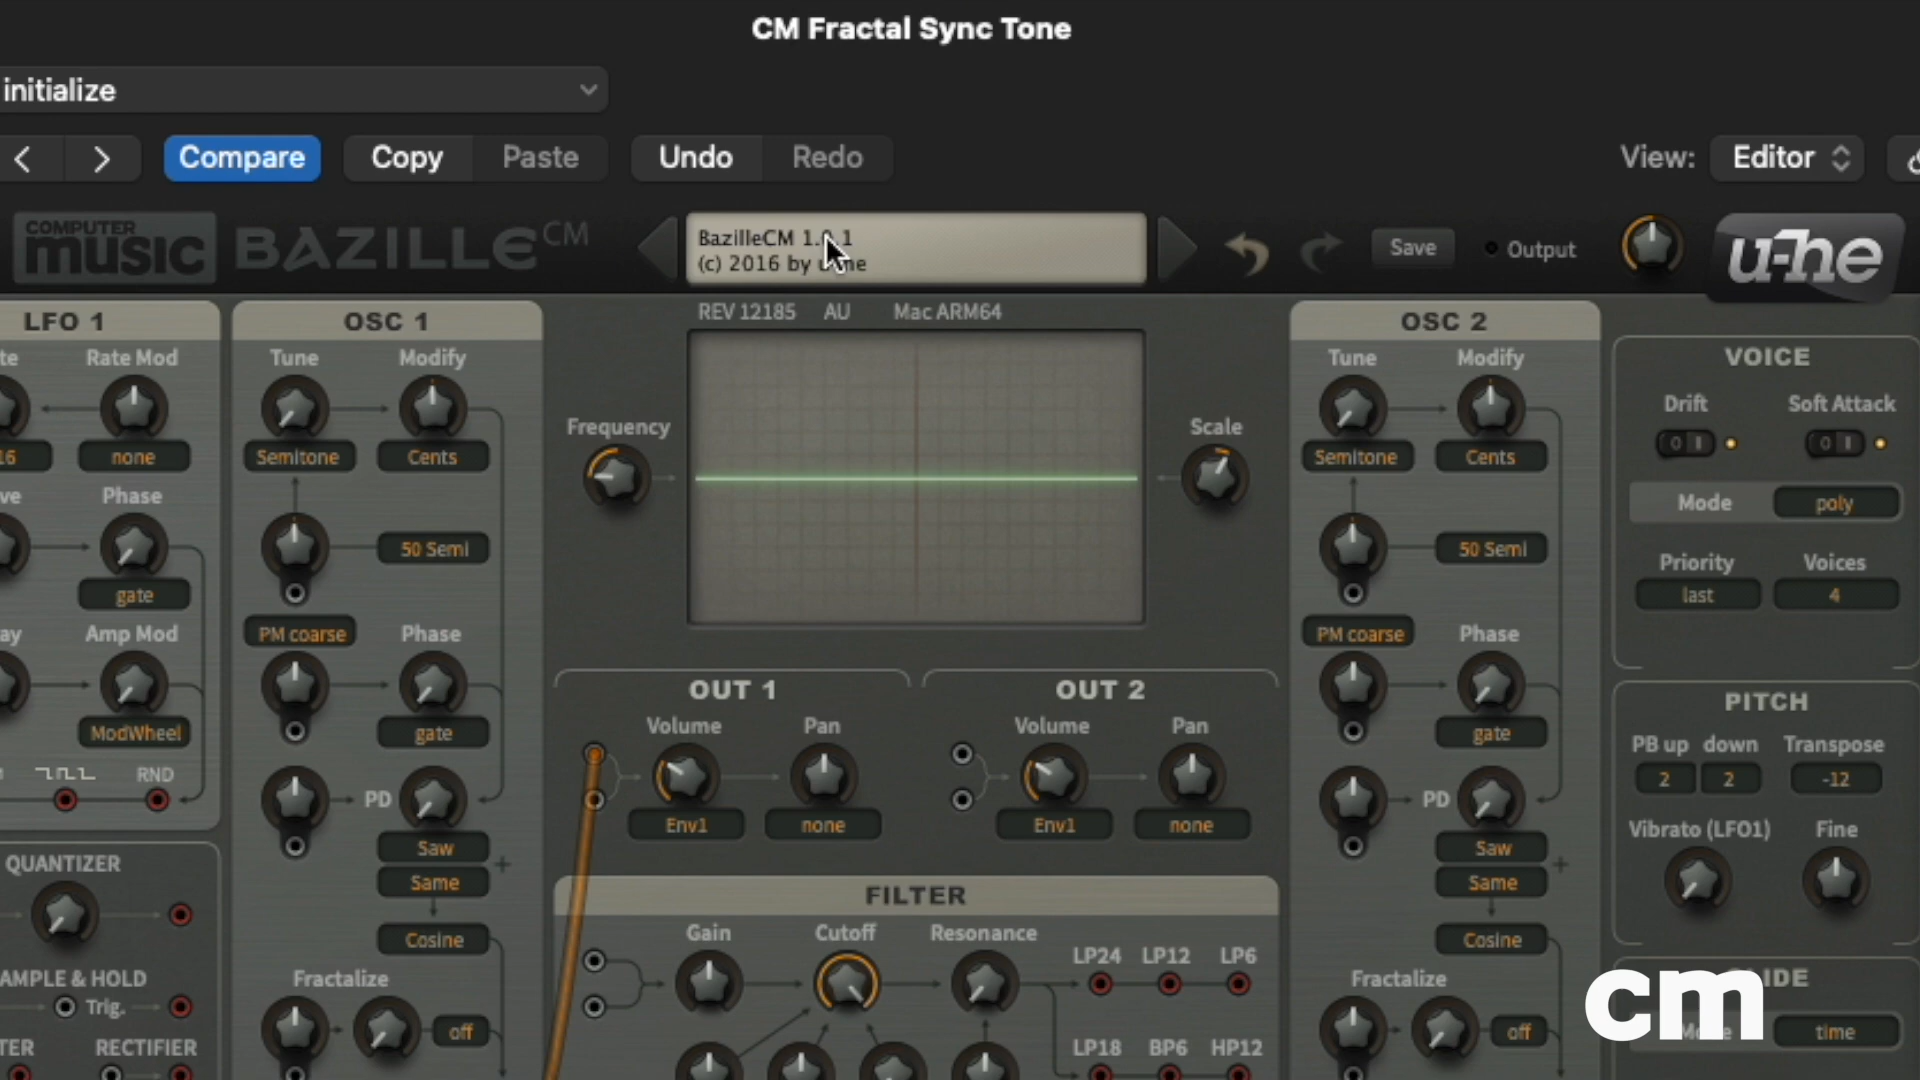 CM Fractal Sync Tone
initialize
Compare
Copy
Paste
Undo
Redo
View:
Editor
COMPUTER
music
BAZILLE CM
BazilleCM 1.
1
(c) 2016 by
Save
Output
u-he
REV 12185 AU Mac ARM64
LFO 1
Rate Mod
none
Phase
gate
Amp Mod
ModWheel
RND
QUANTIZER
AMPLE & HOLD
Trig.
RECTIFIER
OSC 1
Tune
Modify
Semitone
Cents
50 Semi
PM coarse
Phase
gate
PD
Saw
Same
Cosine
Fractalize
off
Frequency
Scale
OUT 1
Volume
Pan
Env1
none
OUT 2
Volume
Pan
Env1
none
FILTER
Gain
Cutoff
Resonance
LP24
LP12
LP6
LP18
BP6
HP12
OSC 2
Tune
Modify
Semitone
Cents
50 Semi
PM coarse
Phase
gate
PD
Saw
Same
Cosine
Fractalize
off
VOICE
Drift
Soft Attack
0 I
0 I
Mode
poly
Priority
Voices
last
4
PITCH
PB up
down
Transpose
2
2
-12
Vibrato (LFO1)
Fine
time
cm